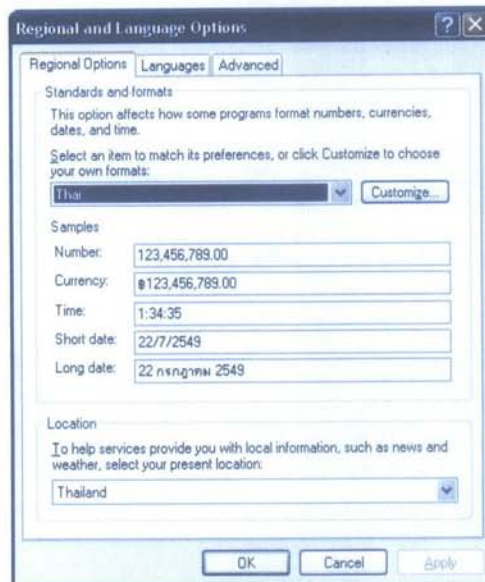 Regional and Language Options
Regional Options Languages Advanced
Standards and formats
This option affects how some programs format numbers, currencies,
dates, and time.
Select an item to match its preferences, or click Customize to choose
your own formats:
Thai Customize...
Samples
Number: 123,456,789.00
Currency: ฿123,456,789.00
Time: 1:34:35
Short date: 22/7/2549
Long date: 22 กรกฎาคม 2549
Location
To help services provide you with local information, such as news and
weather, select your present location:
Thailand
OK Cancel Apply